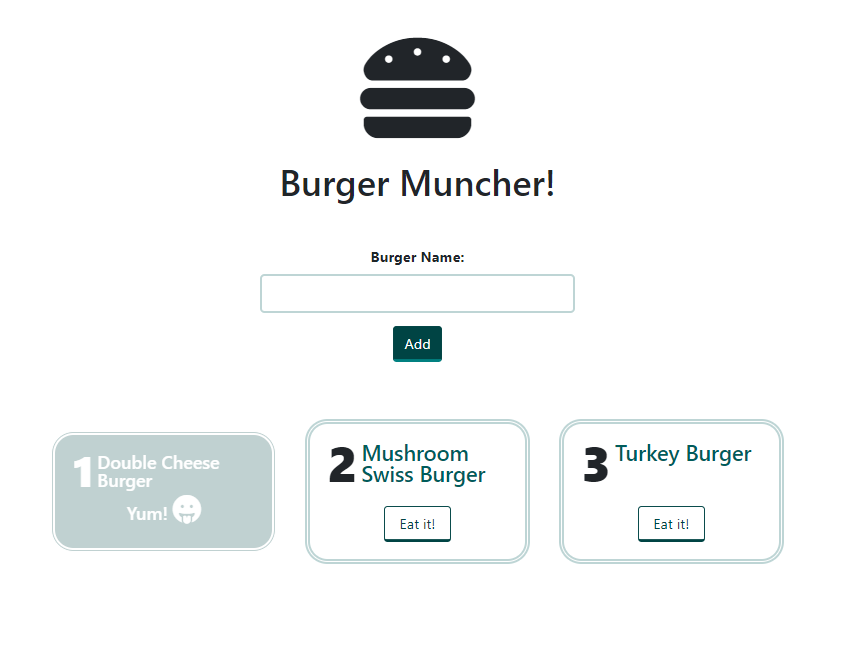 Burger Muncher!
Burger Name:
Add
1 Double Cheese
Burger
Yum!
2 Mushroom
Swiss Burger
Eat it!
3 Turkey Burger
Eat it!